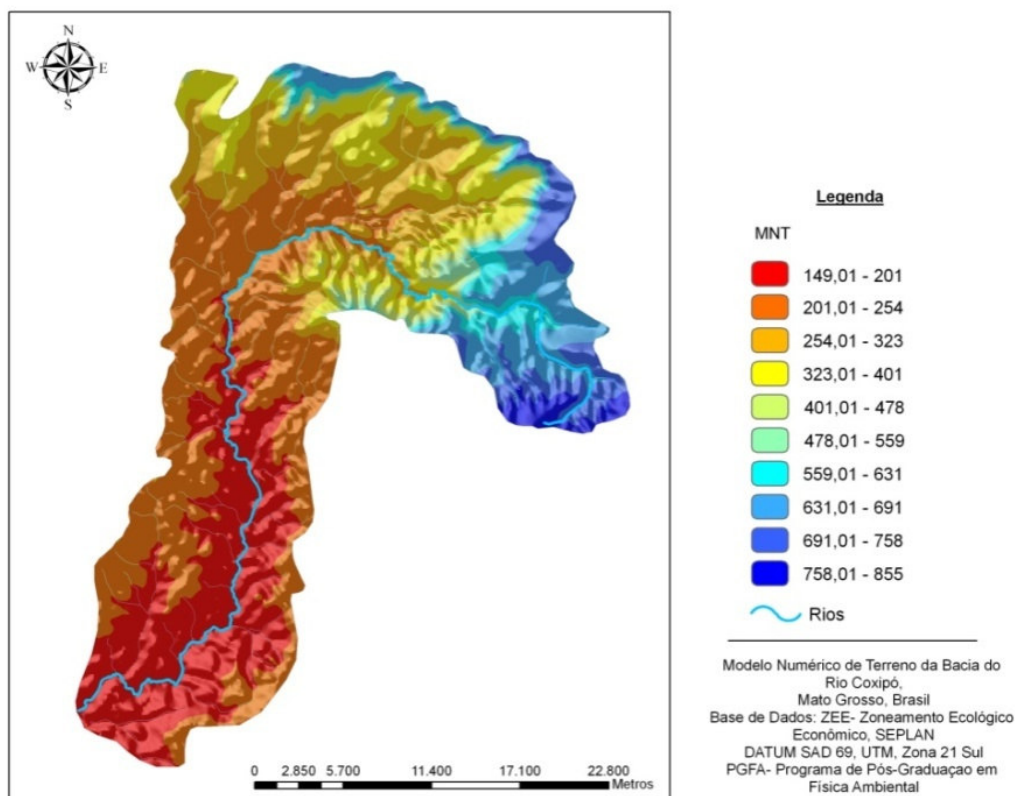 N
W E
S
0 2.850 5.700 11.400 17.100 22.800
Metros
Legenda
MNT
149,01 - 201
201,01 - 254
254,01 - 323
323,01 - 401
401,01 - 478
478,01 - 559
559,01 - 631
631,01 - 691
691,01 - 758
758,01 - 855
Rios
Modelo Numérico de Terreno da Bacia do
Rio Coxipó,
Mato Grosso, Brasil
Base de Dados: ZEE- Zoneamento Ecológico
Econômico, SEPLAN
DATUM SAD 69, UTM, Zona 21 Sul
PGFA- Programa de Pós-Graduaçao em
Física Ambiental